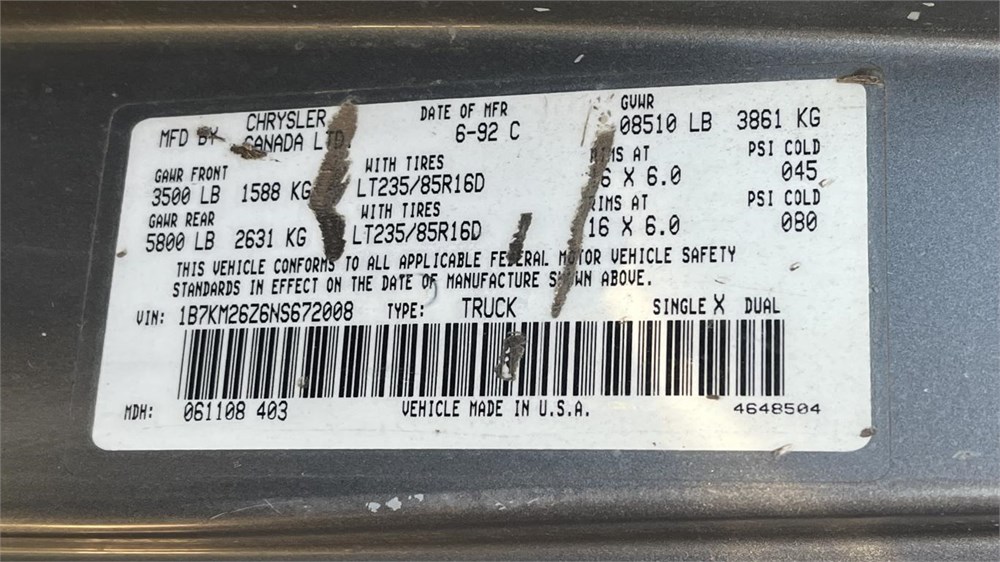 MFD BY CHRYSLER CANADA LTD. DATE OF MFR 6-92 C GVWR 08510 LB 3861 KG
GAWR FRONT WITH TIRES AT PSI COLD
3500 LB 1588 KG LT235/85R16D X 6.0 045
GAWR REAR WITH TIRES AT PSI COLD
5800 LB 2631 KG LT235/85R16D 16 X 6.0 080
THIS VEHICLE CONFORMS TO ALL APPLICABLE FEDERAL MOTOR VEHICLE SAFETY
STANDARDS IN EFFECT ON THE DATE OF MANUFACTURE SHOWN ABOVE.
VIN: 1B7KM26Z6NS672008 TYPE: TRUCK SINGLE X DUAL
MDH: 061108 403 VEHICLE MADE IN U.S.A. 4648504